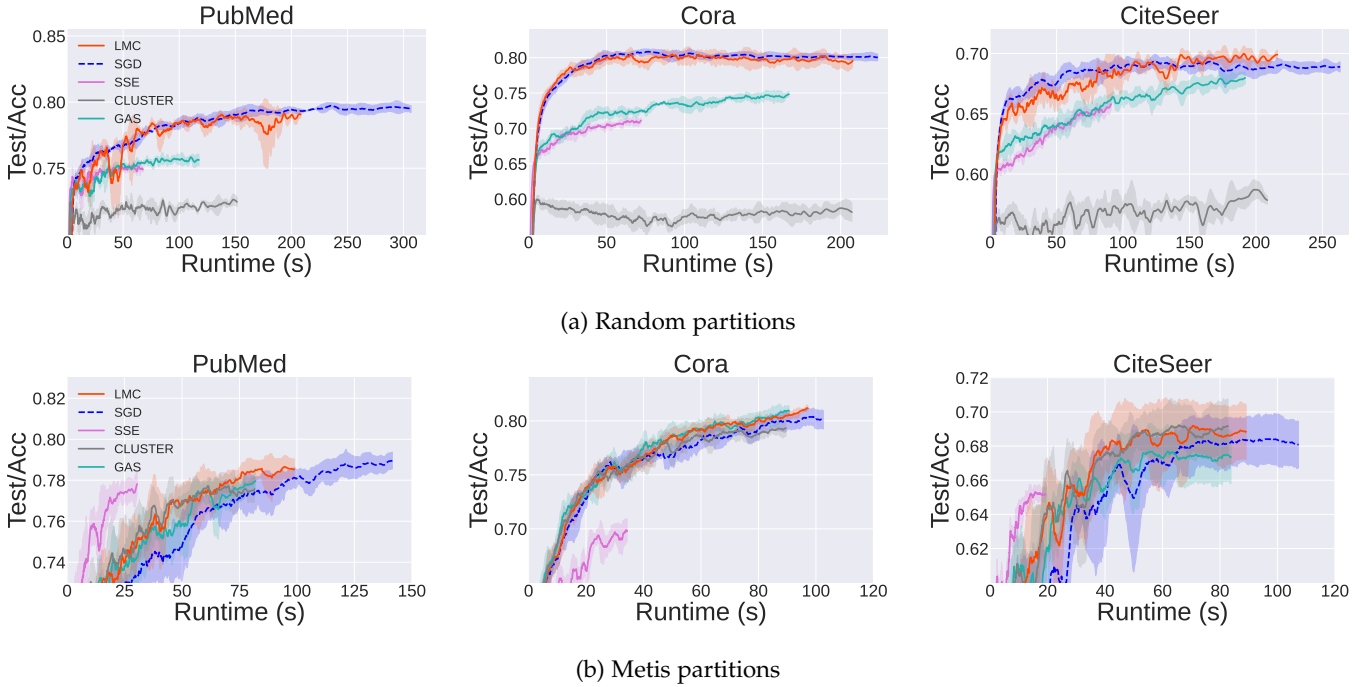 PubMed
Test/Acc
0.85
0.80
0.75
LMC
SGD
SSE
CLUSTER
GAS
0 50 100 150 200 250 300
Runtime (s)
Cora
Test/Acc
0.80
0.75
0.70
0.65
0.60
0 50 100 150 200
Runtime (s)
CiteSeer
Test/Acc
0.70
0.65
0.60
0 50 100 150 200 250
Runtime (s)
(a) Random partitions
PubMed
Test/Acc
0.82
0.80
0.78
0.76
0.74
LMC
SGD
SSE
CLUSTER
GAS
0 25 50 75 100 125 150
Runtime (s)
Cora
Test/Acc
0.80
0.75
0.70
0 20 40 60 80 100 120
Runtime (s)
CiteSeer
Test/Acc
0.72
0.70
0.68
0.66
0.64
0.62
0 20 40 60 80 100 120
Runtime (s)
(b) Metis partitions